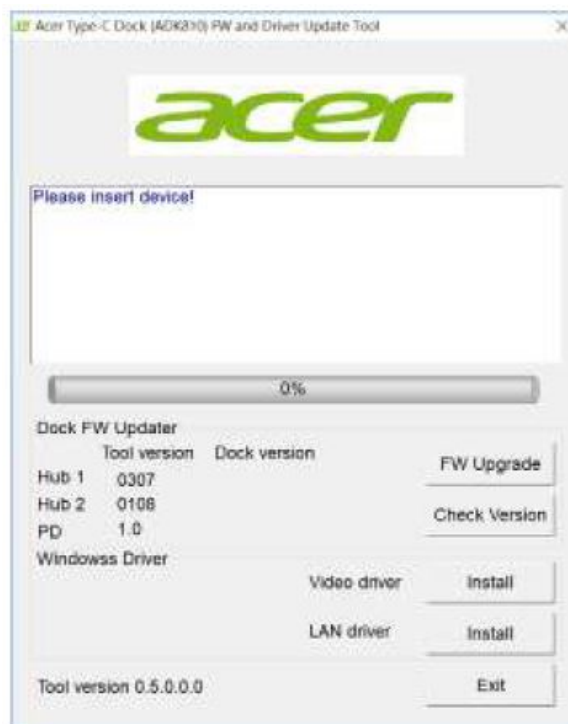 Acer Type-C Dock (ADK810) FW and Driver Update Tool
acer
Please insert device!
0%
Dock FW Updater
Tool version Dock version
Hub 1 0307
FW Upgrade
Hub 2 0108
Check Version
PD 1.0
Windowss Driver
Video driver Install
LAN driver Install
Tool version 0.5.0.0.0 Exit